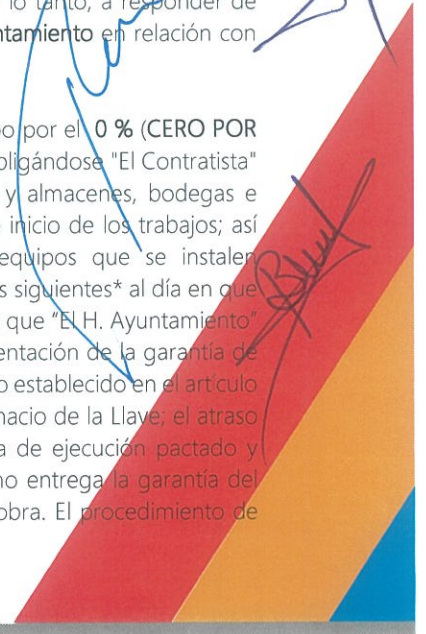 lo tanto, a responder de
ntamiento en relación con
o por el 0 % (CERO POR
bligándose "El Contratista"
y almacenes, bodegas e
inicio de los trabajos; así
equipos que se instalen
s siguientes* al día en que
que "El H. Ayuntamiento"
entación de la garantía de
o establecido en el artículo
nacio de la Llave; el atraso
a de ejecución pactado y
no entrega la garantía del
obra. El procedimiento de